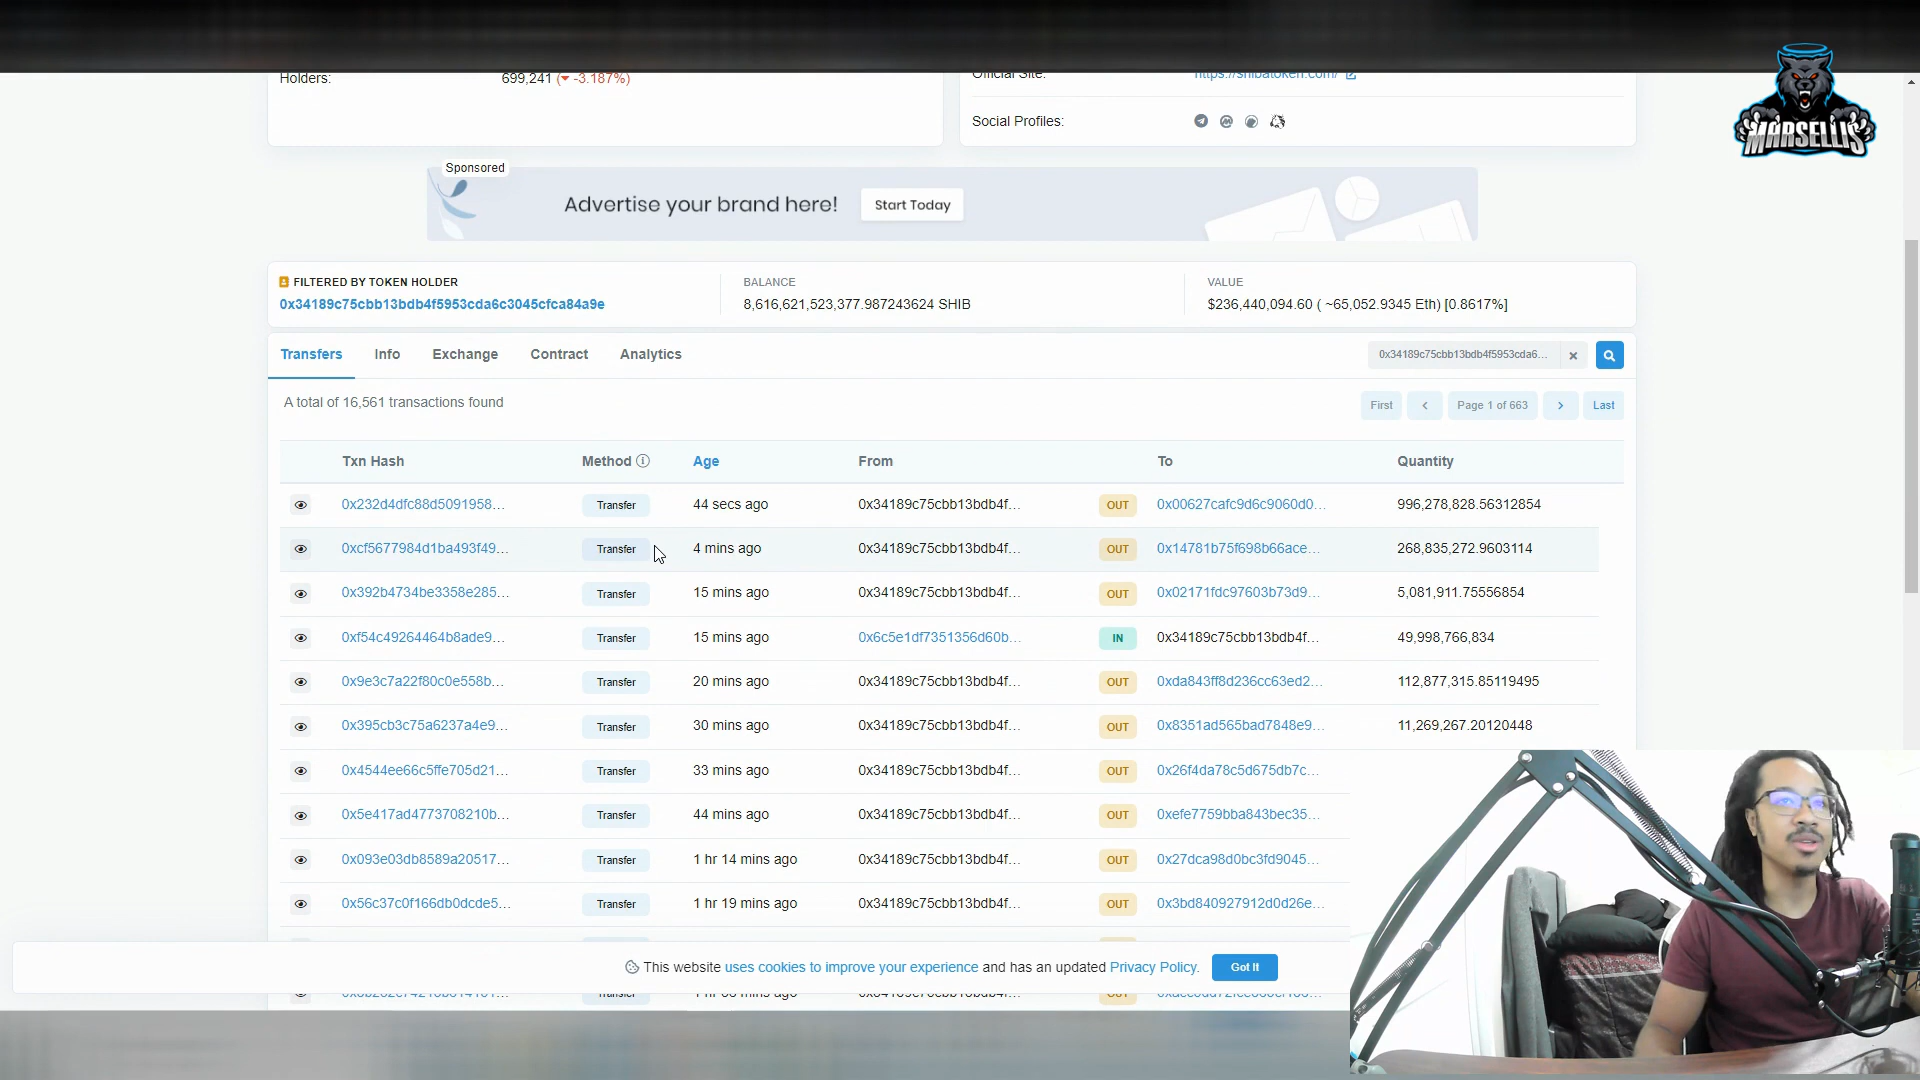 Holders: 699,241 (-3.187%)
Official Site: https://shibatoken.com/
Social Profiles:
MARSELLIS
Sponsored
Advertise your brand here! Start Today
FILTERED BY TOKEN HOLDER BALANCE VALUE
0x34189c75cbb13bdb4f5953cda6c3045cfca84a9e 8,616,621,523,377.987243624 SHIB $236,440,094.60 ( ~65,052.9345 Eth) [0.8617%]
Transfers Info Exchange Contract Analytics 0x34189c75cbb13bdb4f5953cda6...
A total of 16,561 transactions found First Page 1 of 663 Last
Txn Hash Method Age From To Quantity
0x232d4dfc88d5091958... Transfer 44 secs ago 0x34189c75cbb13bdb4f... OUT 0x00627cafc9d6c9060d0... 996,278,828.56312854
0xcf5677984d1ba493f49... Transfer 4 mins ago 0x34189c75cbb13bdb4f... OUT 0x14781b75f698b66ace... 268,835,272.9603114
0x392b4734be3358e285... Transfer 15 mins ago 0x34189c75cbb13bdb4f... OUT 0x02171fdc97603b73d9... 5,081,911.75556854
0xf54c49264464b8ade9... Transfer 15 mins ago 0x6c5e1df7351356d60b... IN 0x34189c75cbb13bdb4f... 49,998,766,834
0x9e3c7a22f80c0e558b... Transfer 20 mins ago 0x34189c75cbb13bdb4f... OUT 0xda843ff8d236cc63ed2... 112,877,315.85119495
0x395cb3c75a6237a4e9... Transfer 30 mins ago 0x34189c75cbb13bdb4f... OUT 0x8351ad565bad7848e9... 11,269,267.20120448
0x4544ee66c5ffe705d21... Transfer 33 mins ago 0x34189c75cbb13bdb4f... OUT 0x26f4da78c5d675db7c...
0x5e417ad4773708210b... Transfer 44 mins ago 0x34189c75cbb13bdb4f... OUT 0xefe7759bba843bec35...
0x093e03db8589a20517... Transfer 1 hr 14 mins ago 0x34189c75cbb13bdb4f... OUT 0x27dca98d0bc3fd9045...
0x56c37c0f166db0dcde5... Transfer 1 hr 19 mins ago 0x34189c75cbb13bdb4f... OUT 0x3bd840927912d0d26e...
This website uses cookies to improve your experience and has an updated Privacy Policy. Got It